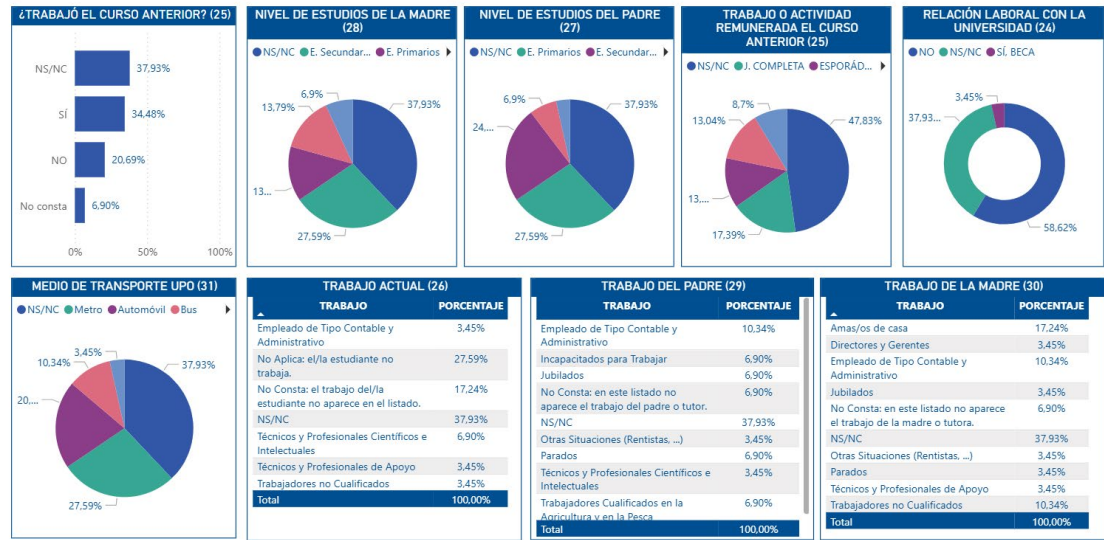 ¿TRABAJÓ EL CURSO ANTERIOR? (25)
NS/NC
37,93%
SÍ
34,48%
NO
20,69%
No consta
6,90%
0%
50%
100%
NIVEL DE ESTUDIOS DE LA MADRE
(28)
NS/NC E. Secundar... E. Primarios
6,9%
13,79%
37,93%
13...
27,59%
NIVEL DE ESTUDIOS DEL PADRE
(27)
NS/NC E. Primarios E. Secundar...
6,9%
37,93%
24,...
27,59%
TRABAJO O ACTIVIDAD
REMUNERADA EL CURSO
ANTERIOR (25)
NS/NC J. COMPLETA ESPORÁD...
8,7%
13,04%
47,83%
13,...
17,39%
RELACIÓN LABORAL CON LA
UNIVERSIDAD (24)
NO NS/NC SÍ, BECA
3,45%
37,93...
58,62%
MEDIO DE TRANSPORTE UPO (31)
NS/NC Metro Automóvil Bus
3,45%
10,34%
37,93%
20,...
27,59%
TRABAJO ACTUAL (26)
TRABAJO PORCENTAJE
Empleado de Tipo Contable y 3,45%
Administrativo
No Aplica: el/la estudiante no 27,59%
trabaja.
No Consta: el trabajo del/la 17,24%
estudiante no aparece en el listado.
NS/NC 37,93%
Técnicos y Profesionales Científicos e 6,90%
Intelectuales
Técnicos y Profesionales de Apoyo 3,45%
Trabajadores no Cualificados 3,45%
Total 100,00%
TRABAJO DEL PADRE (29)
TRABAJO PORCENTAJE
Empleado de Tipo Contable y 10,34%
Administrativo
Incapacitados para Trabajar 6,90%
Jubilados 6,90%
No Consta: en este listado no 6,90%
aparece el trabajo del padre o tutor.
NS/NC 37,93%
Otras Situaciones (Rentistas, ...) 3,45%
Parados 6,90%
Técnicos y Profesionales Científicos e 3,45%
Intelectuales
Trabajadores Cualificados en la 6,90%
Agricultura y en la Pesca
Total 100,00%
TRABAJO DE LA MADRE (30)
TRABAJO PORCENTAJE
Amas/os de casa 17,24%
Directores y Gerentes 3,45%
Empleado de Tipo Contable y 10,34%
Administrativo
Jubilados 3,45%
No Consta: en este listado no aparece 6,90%
el trabajo de la madre o tutora.
NS/NC 37,93%
Otras Situaciones (Rentistas, ...) 3,45%
Parados 3,45%
Técnicos y Profesionales de Apoyo 3,45%
Trabajadores no Cualificados 10,34%
Total 100,00%